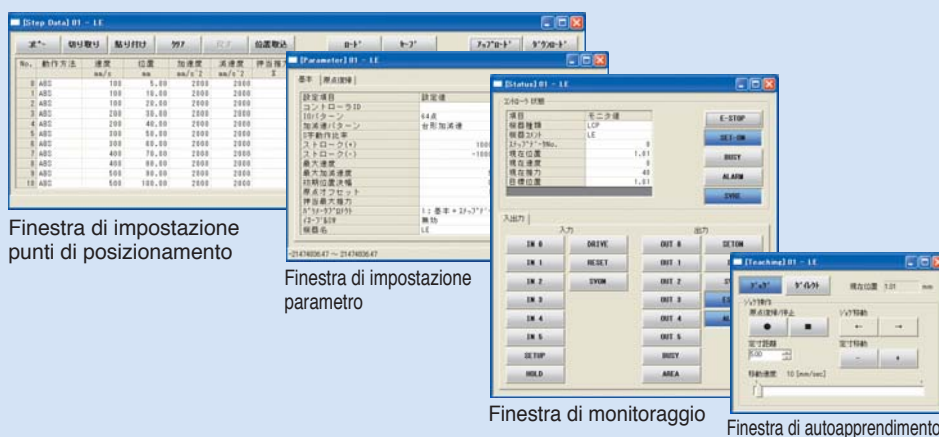 [Step Data] 01 - LE
コピー 切り取り 貼り付け クリア 位置取込 ロード セーブ アップロード ダウンロード
No. 動作方法 速度 位置 加速度 減速度 押当推力
mm/s mm mm/s^2 mm/s^2 %
0 ABS 100 5.00 2000 2000
1 ABS 100 10.00 2000 2000
2 ABS 100 20.00 2000 2000
3 ABS 200 30.00 2000 2000
4 ABS 200 40.00 2000 2000
5 ABS 300 50.00 2000 2000
6 ABS 300 60.00 2000 2000
7 ABS 400 70.00 2000 2000
8 ABS 400 80.00 2000 2000
9 ABS 500 90.00 2000 2000
10 ABS 500 100.00 2000 2000
Finestra di impostazione
punti di posizionamento
[Parameter] 01 - LE
基本 原点復帰
設定項目 設定値
コントローラID
IOパターン 64点
加減速パターン 台形加減速
S字動作比率
ストローク(+) 1000
ストローク(-) -1000
最大速度
最大加減速度
初期位置決幅
原点オフセット
押当最大推力
パラメータプロテクト 1:基本+ステップデ
イネーブルSW 無効
機器名 LE
-2147483647 ～ 2147483647
Finestra di impostazione
parametro
[Status] 01 - LE
コントローラ 状態
項目 モニタ値
機器種類 LCP
機器コメント LE
ステップデータNo. 0
現在位置 1.01
現在速度 0
現在推力 40
目標位置 1.01
E-STOP
SET-ON
BUSY
ALARM
SVRE
入出力
入力 出力
IN 0 DRIVE OUT 0 SETON
IN 1 RESET OUT 1
IN 2 SVON OUT 2
IN 3 OUT 3
IN 4 OUT 4
IN 5 OUT 5
SETUP BUSY
HOLD AREA
Finestra di monitoraggio
[Teaching] 01 - LE
ジョグ ダイレクト 現在位置 1.01 mm
ジョグ動作
原点復帰/停止 ジョグ移動
● ■ ← →
定寸距離 定寸移動
500 - +
移動速度 10 [mm/sec]
Finestra di autoapprendimento